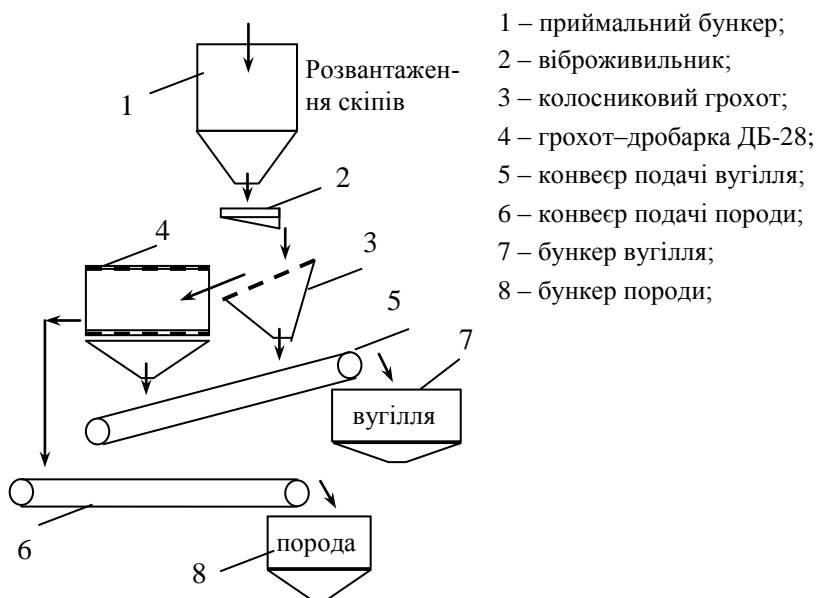 1 – приймальний бункер;
2 – віброживильник;
3 – колосниковий грохот;
4 – грохот–дробарка ДБ-28;
5 – конвеєр подачі вугілля;
6 – конвеєр подачі породи;
7 – бункер вугілля;
8 – бункер породи;
Розвантажен-
ня скіпів
1
2
3
4
5
7
вугілля
6
порода
8